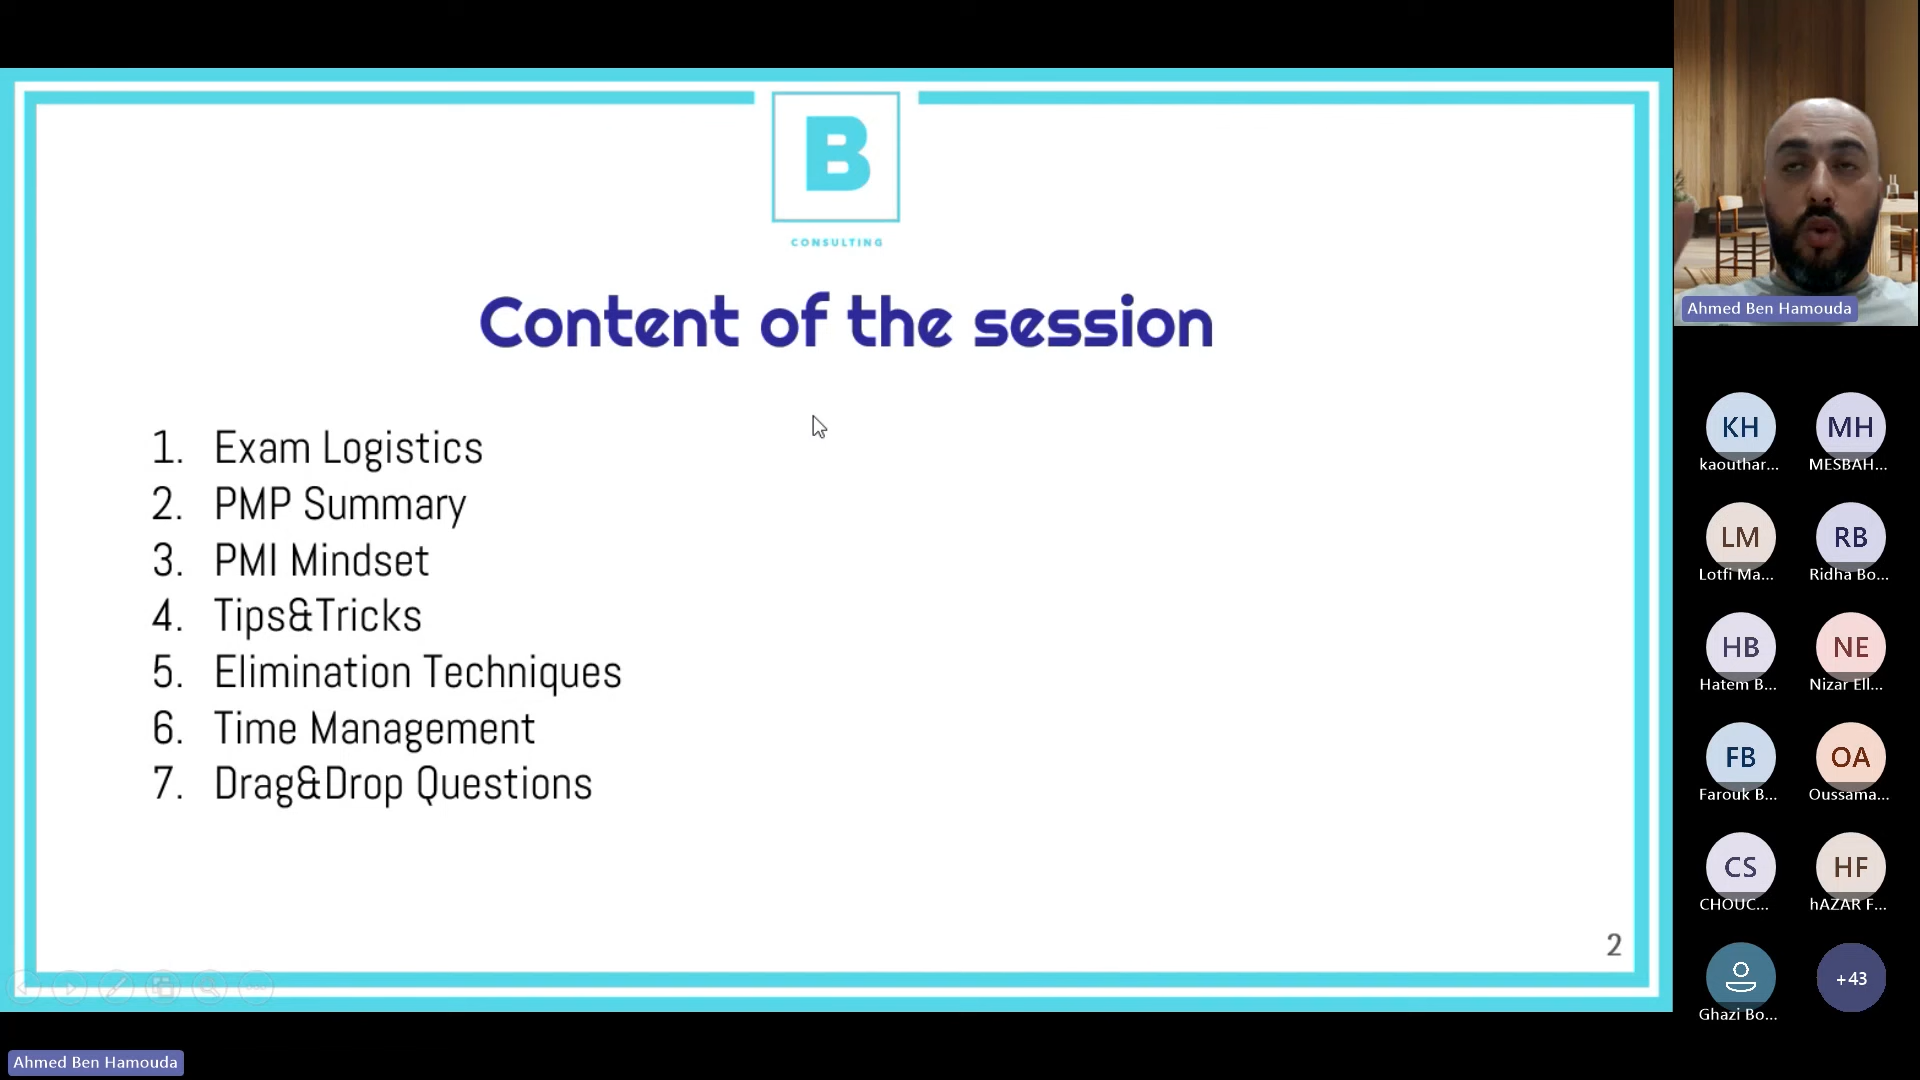 B
CONSULTING
Content of the session
1. Exam Logistics
2. PMP Summary
3. PMI Mindset
4. Tips&Tricks
5. Elimination Techniques
6. Time Management
7. Drag&Drop Questions
2
Ahmed Ben Hamouda
Ahmed Ben Hamouda
KH
kaouthar...
MH
MESBAH...
LM
Lotfi Ma...
RB
Ridha Bo...
HB
Hatem B...
NE
Nizar Ell...
FB
Farouk B...
OA
Oussama...
CS
CHOUC...
HF
hAZAR F...
Ghazi Bo...
+43